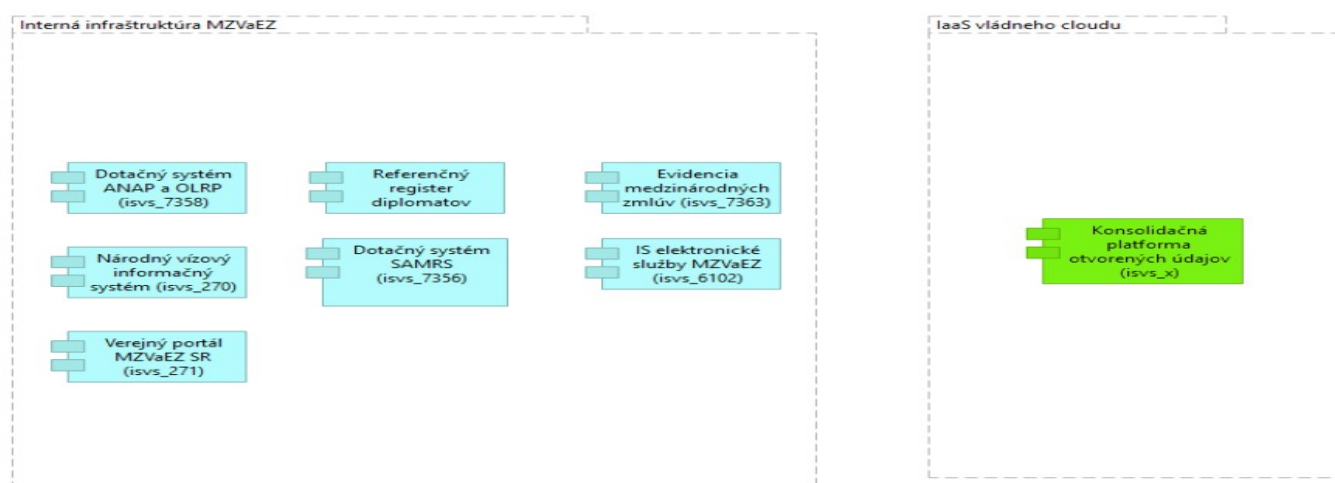 Interná infraštruktúra MZVaEZ
IaaS vládneho cloudu
Dotačný systém
ANAP a OLRP
(isvs_7358)
Referenčný
register
diplomatov
Evidencia
medzinárodných
zmlúv (isvs_7363)
Národný vízový
informačný
systém (isvs_270)
Dotačný systém
SAMRS
(isvs_7356)
IS elektronické
služby MZVaEZ
(isvs_6102)
Verejný portál
MZVaEZ SR
(isvs_271)
Konsolidačná
platforma
otvorených údajov
(isvs_x)